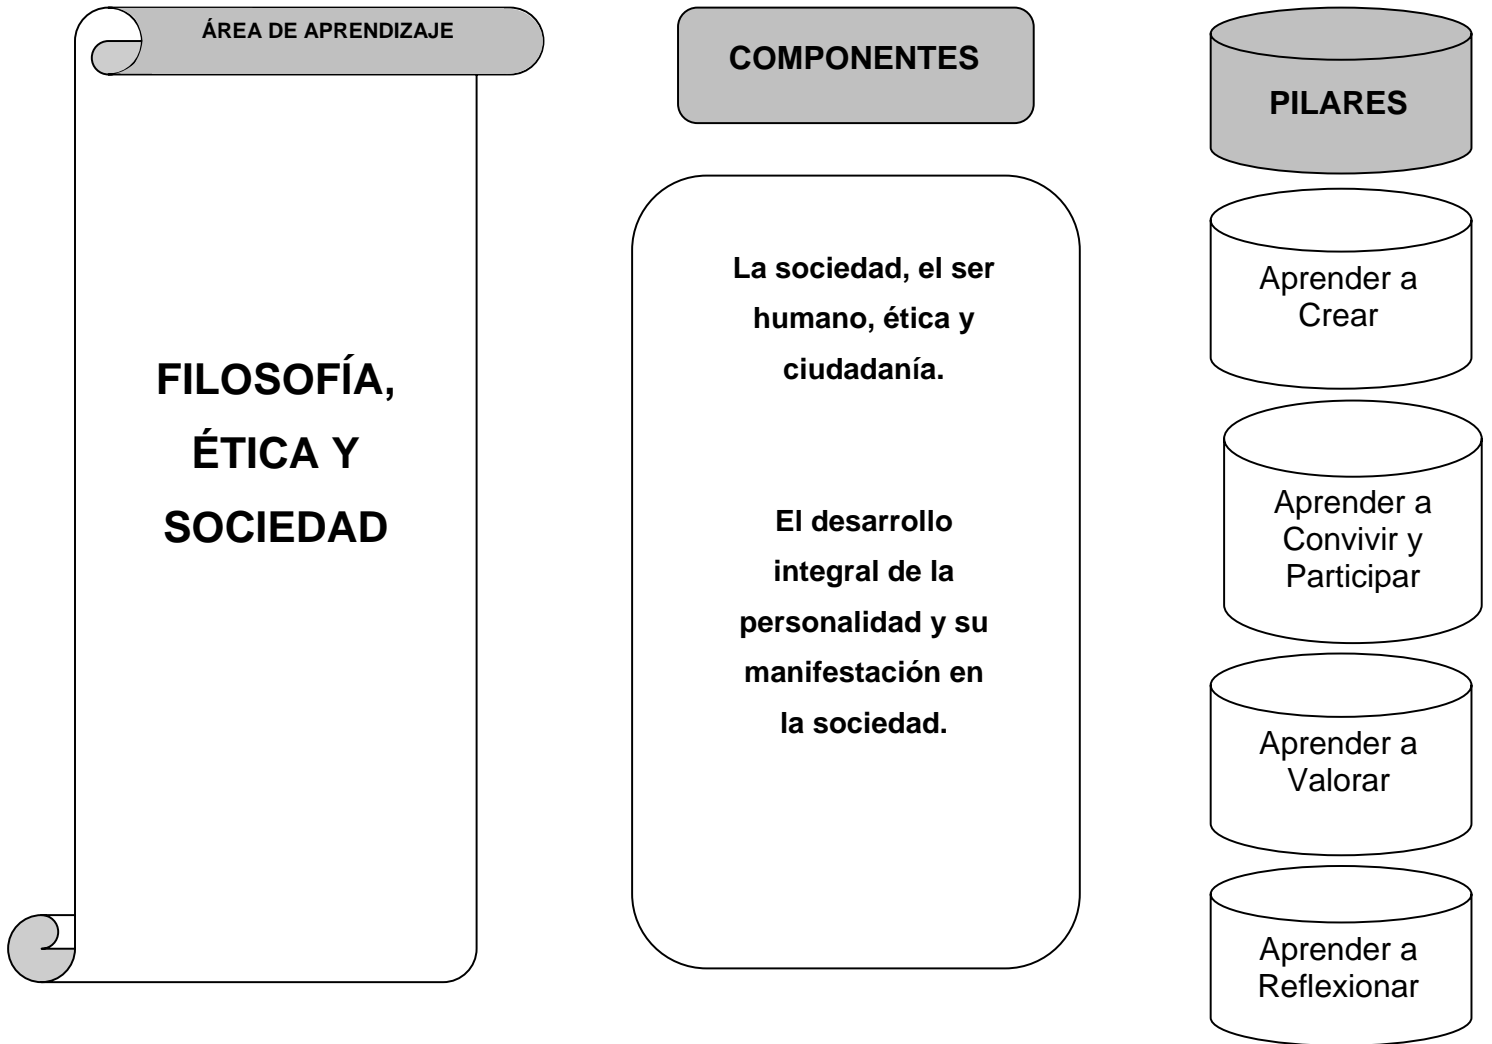 ÁREA DE APRENDIZAJE
FILOSOFÍA,
ÉTICA Y
SOCIEDAD
COMPONENTES
La sociedad, el ser
humano, ética y
ciudadanía.
El desarrollo
integral de la
personalidad y su
manifestación en
la sociedad.
PILARES
Aprender a
Crear
Aprender a
Convivir y
Participar
Aprender a
Valorar
Aprender a
Reflexionar